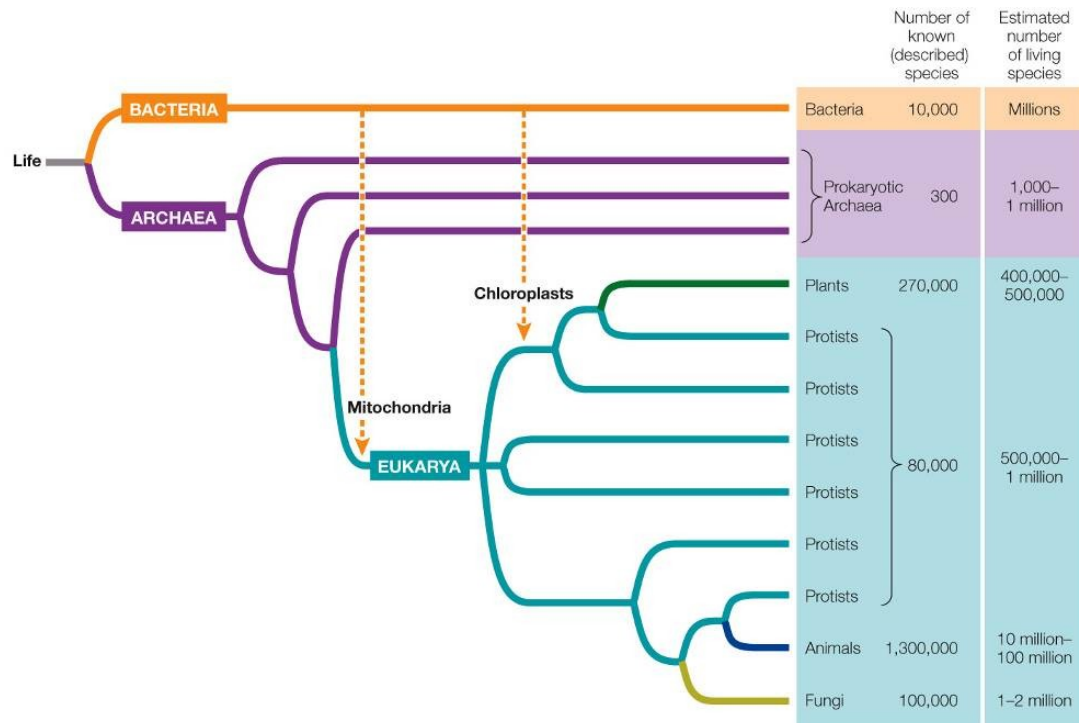 Number of
known
(described)
species
Estimated
number
of living
species
BACTERIA
Bacteria 10,000 Millions
Life
ARCHAEA
Prokaryotic
Archaea
300
1,000–
1 million
Chloroplasts
Plants 270,000
400,000–
500,000
Protists
Protists
Mitochondria
Protists
EUKARYA
80,000
500,000–
1 million
Protists
Protists
Protists
Animals 1,300,000
10 million–
100 million
Fungi 100,000 1–2 million